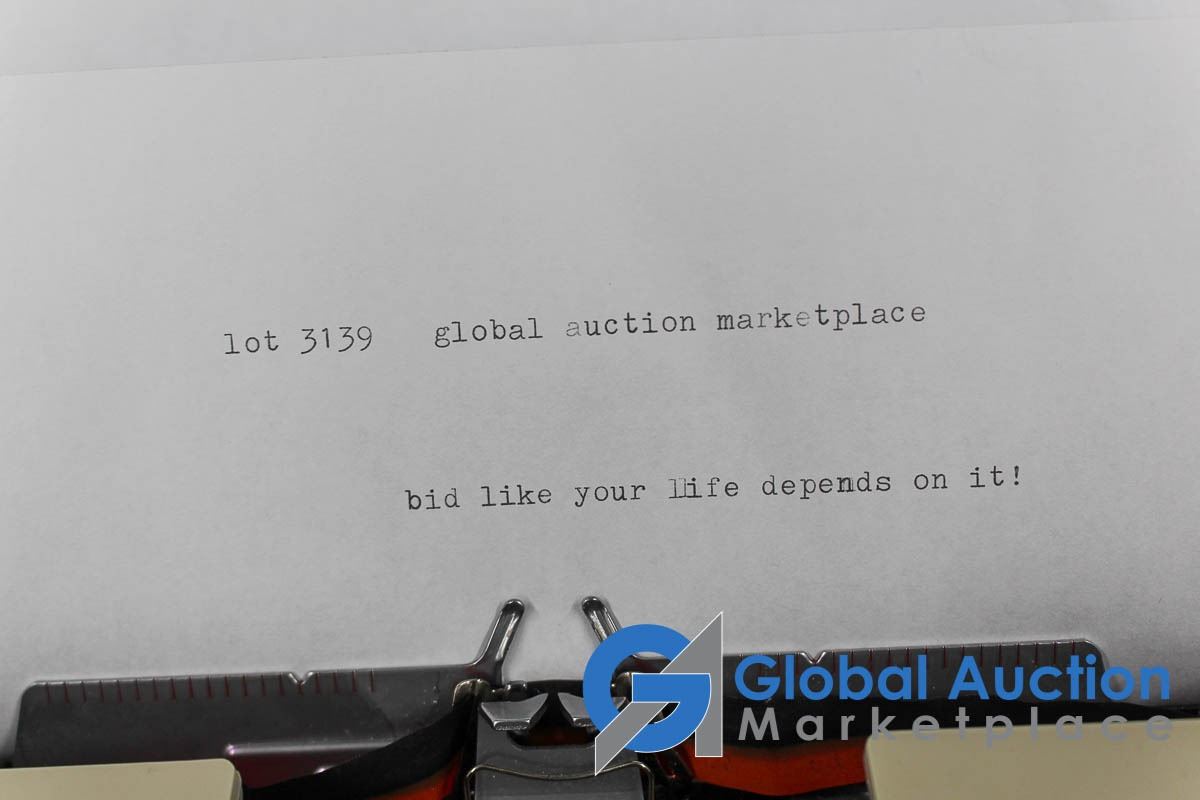 lot 3139 global auction marketplace
bid like your life depends on it!
Global Auction
Marketplace